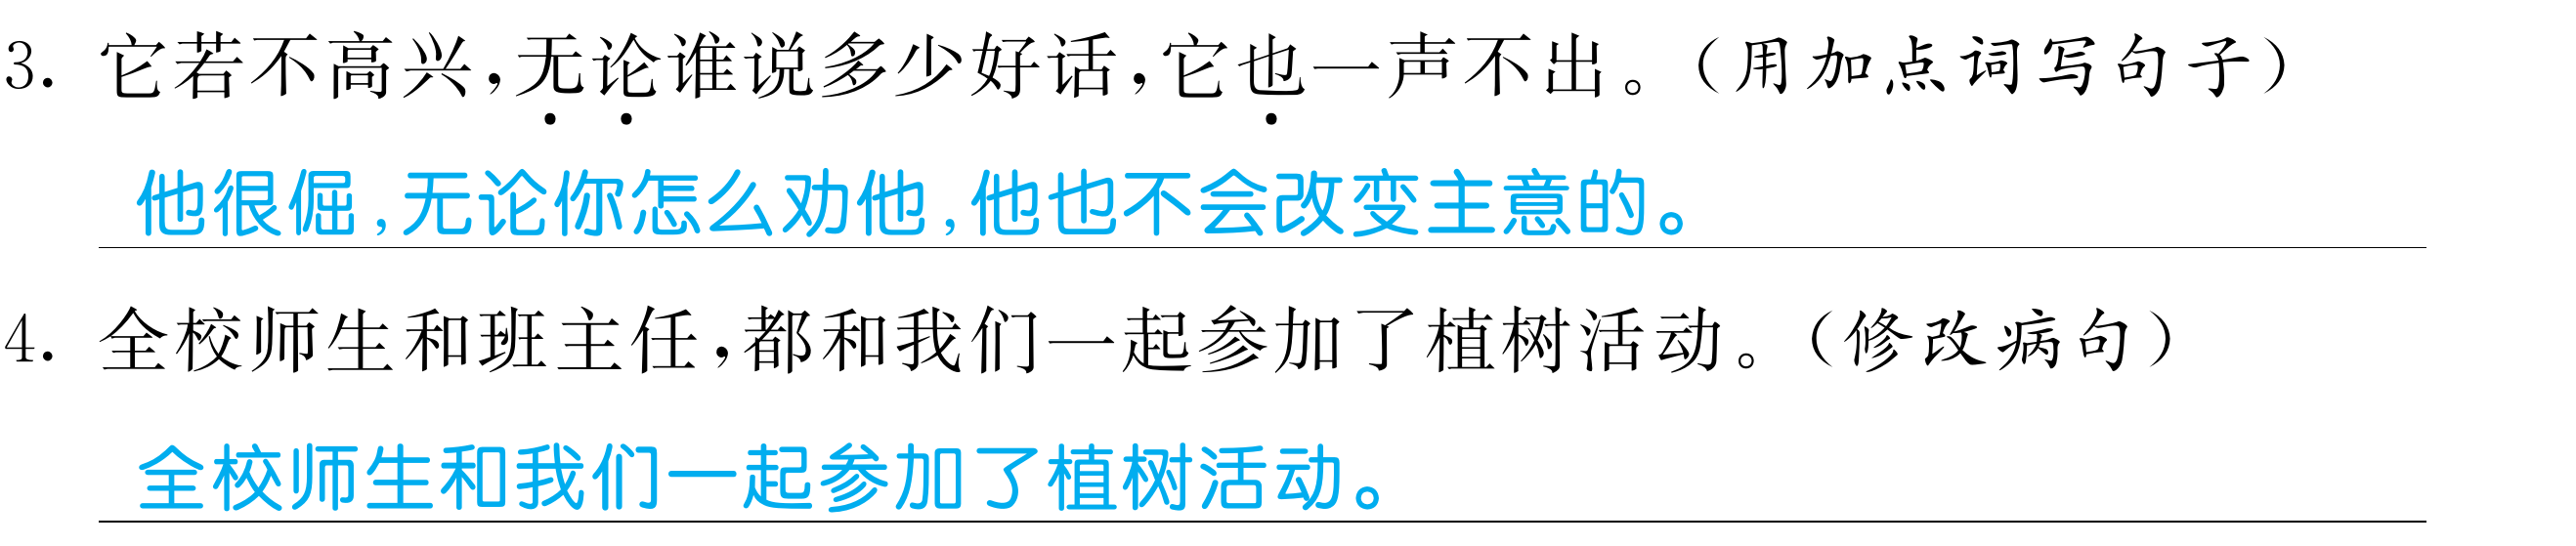 3. 它若不高兴,无论谁说多少好话,它也一声不出。(用加点词写句子)
他很倔,无论你怎么劝他,他也不会改变主意的。
4. 全校师生和班主任,都和我们一起参加了植树活动。(修改病句)
全校师生和我们一起参加了植树活动。